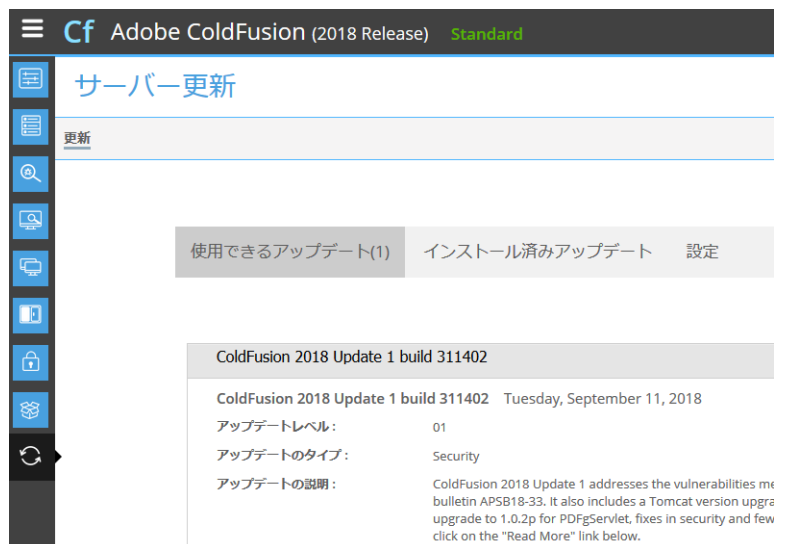 Cf Adobe ColdFusion (2018 Release) Standard
サーバー更新
更新
使用できるアップデート(1) インストール済みアップデート 設定
ColdFusion 2018 Update 1 build 311402
ColdFusion 2018 Update 1 build 311402 Tuesday, September 11, 2018
アップデートレベル : 01
アップデートのタイプ : Security
アップデートの説明 : ColdFusion 2018 Update 1 addresses the vulnerabilities me
bulletin APSB18-33. It also includes a Tomcat version upgra
upgrade to 1.0.2p for PDFgServlet, fixes in security and few
click on the "Read More" link below.